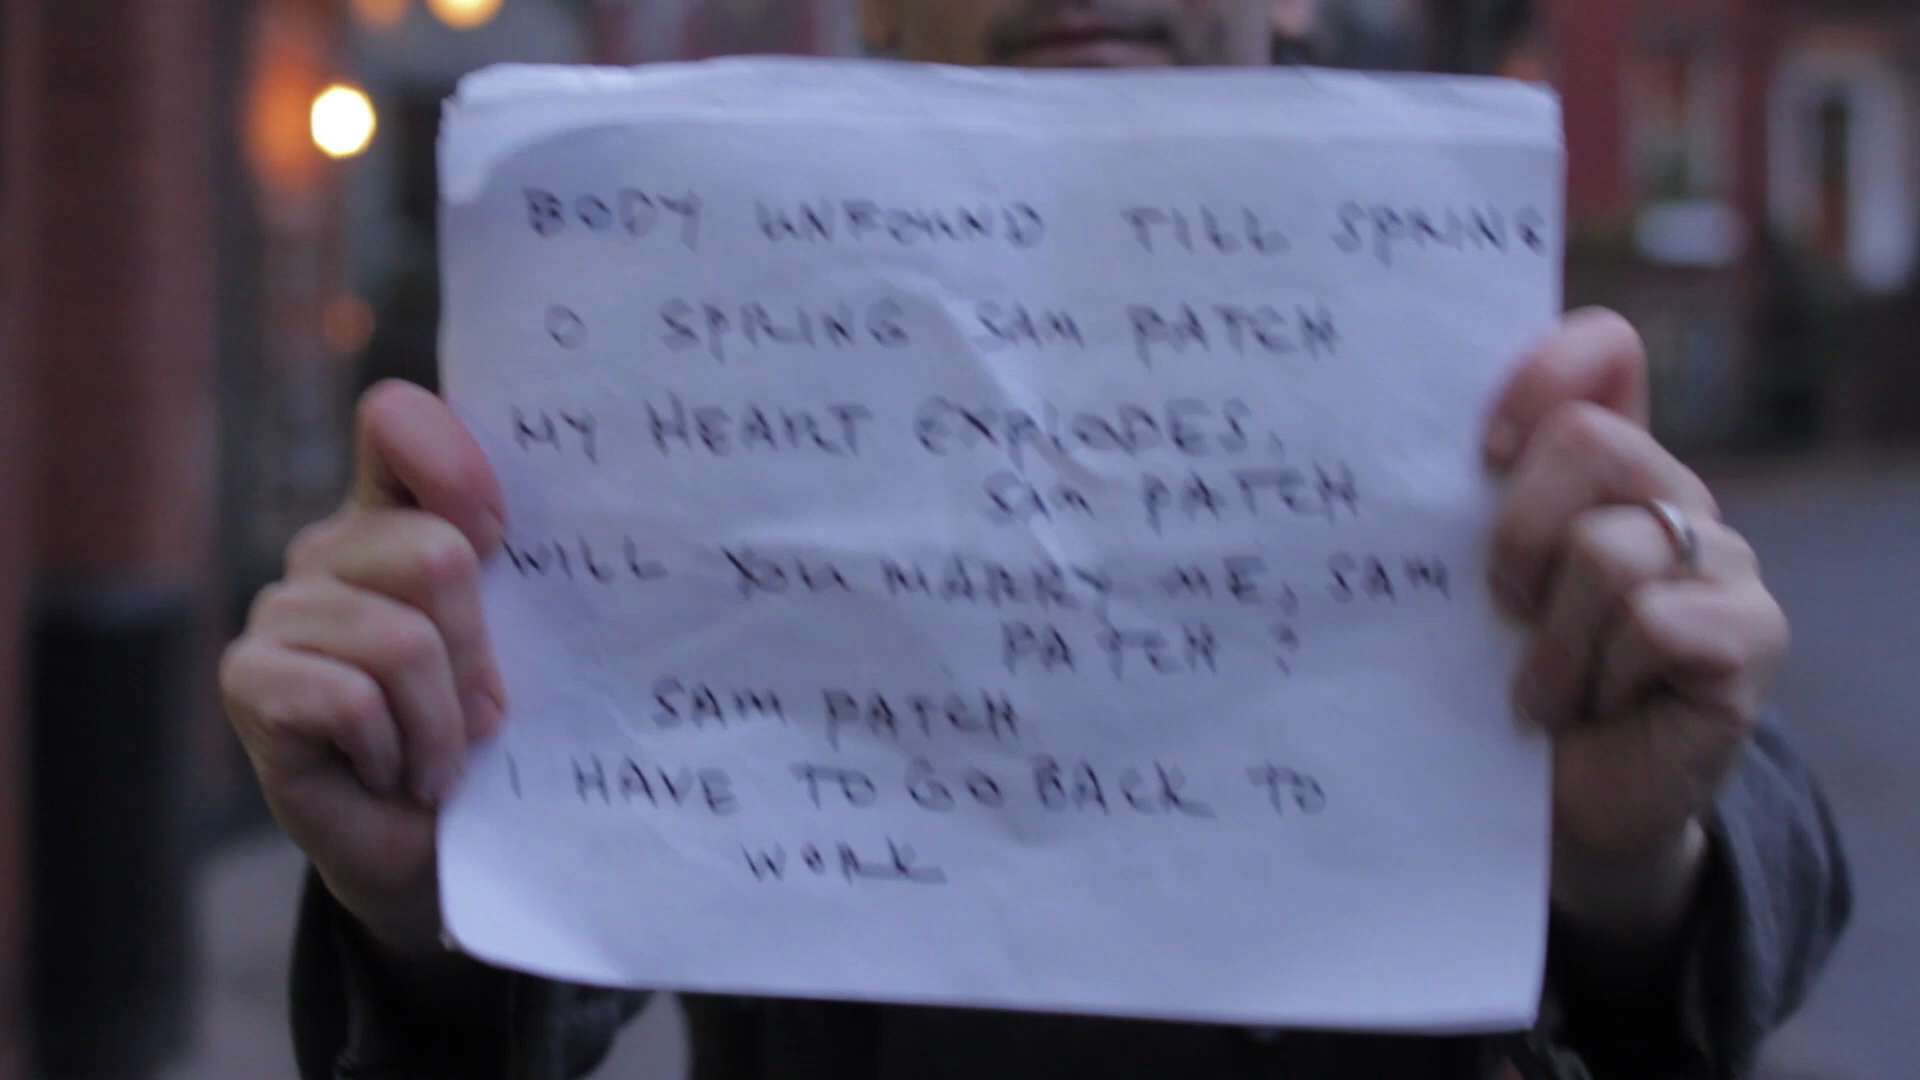 BODY UNFOUND TILL SPRING
O SPRING SAM PATCH
MY HEART EXPLODES,
SAM PATCH
WILL YOU MARRY ME, SAM
PATCH?
SAM PATCH
I HAVE TO GO BACK TO
WORK